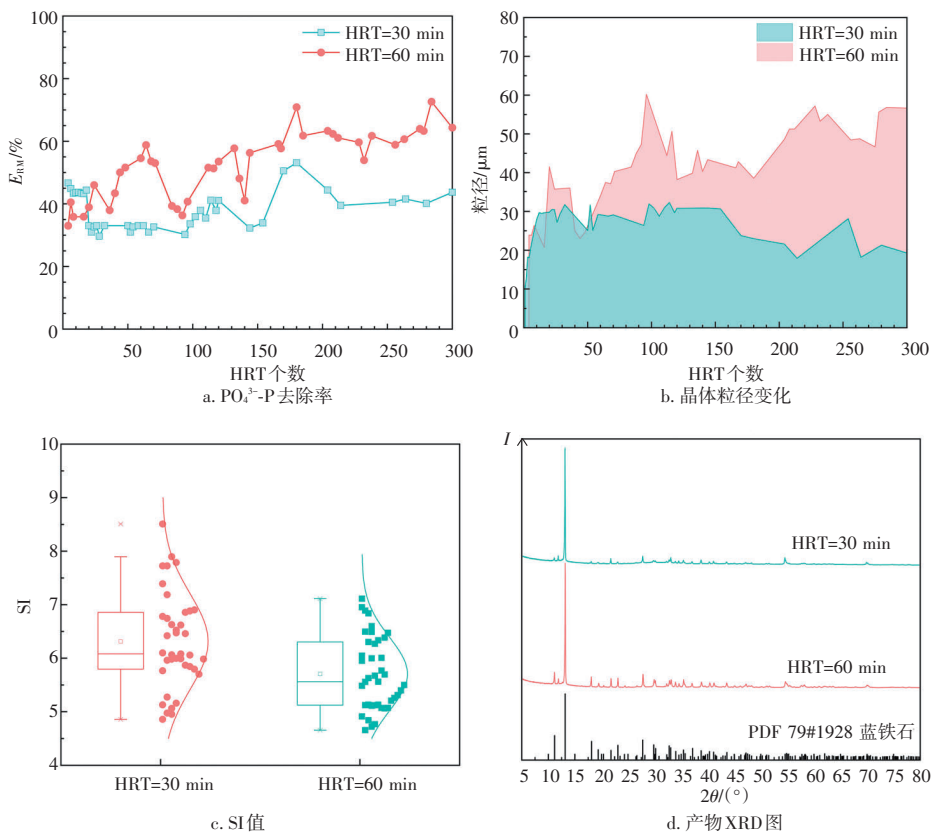 100
80
60
40
20
0
E_RM/%
HRT=30 min
HRT=60 min
50
100
150
200
250
300
HRT个数
a. PO₄³⁻-P去除率
80
70
60
50
40
30
20
10
0
粒径/μm
HRT=30 min
HRT=60 min
50
100
150
200
250
300
HRT个数
b. 晶体粒径变化
10
9
8
7
6
5
4
SI
HRT=30 min
HRT=60 min
c. SI值
I
HRT=30 min
HRT=60 min
PDF 79#1928 蓝铁石
5 10 15 20 25 30 35 40 45 50 55 60 65 70 75 80
2θ/(°)
d. 产物XRD图